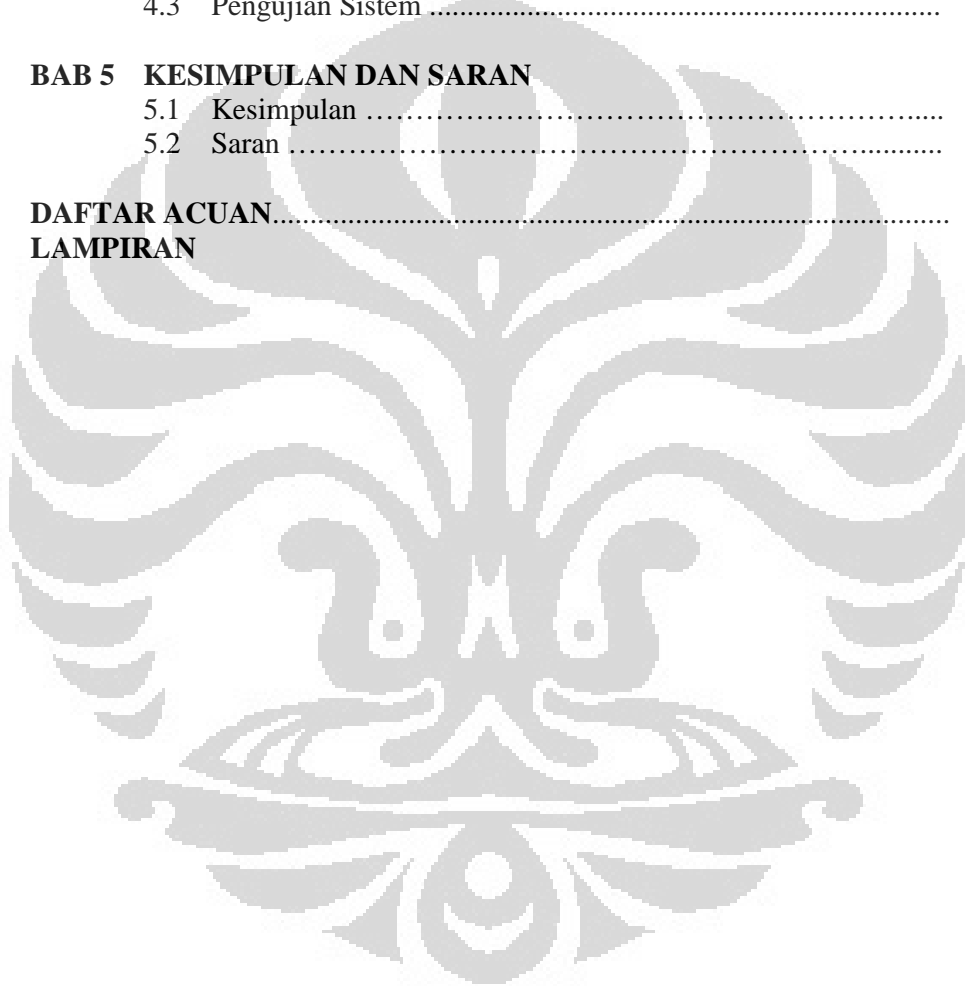 4.3 Pengujian Sistem ...................................................................
BAB 5 KESIMPULAN DAN SARAN
5.1 Kesimpulan ……………………………………………….....
5.2 Saran …………………………………………………...........
DAFTAR ACUAN.........................................................................................
LAMPIRAN